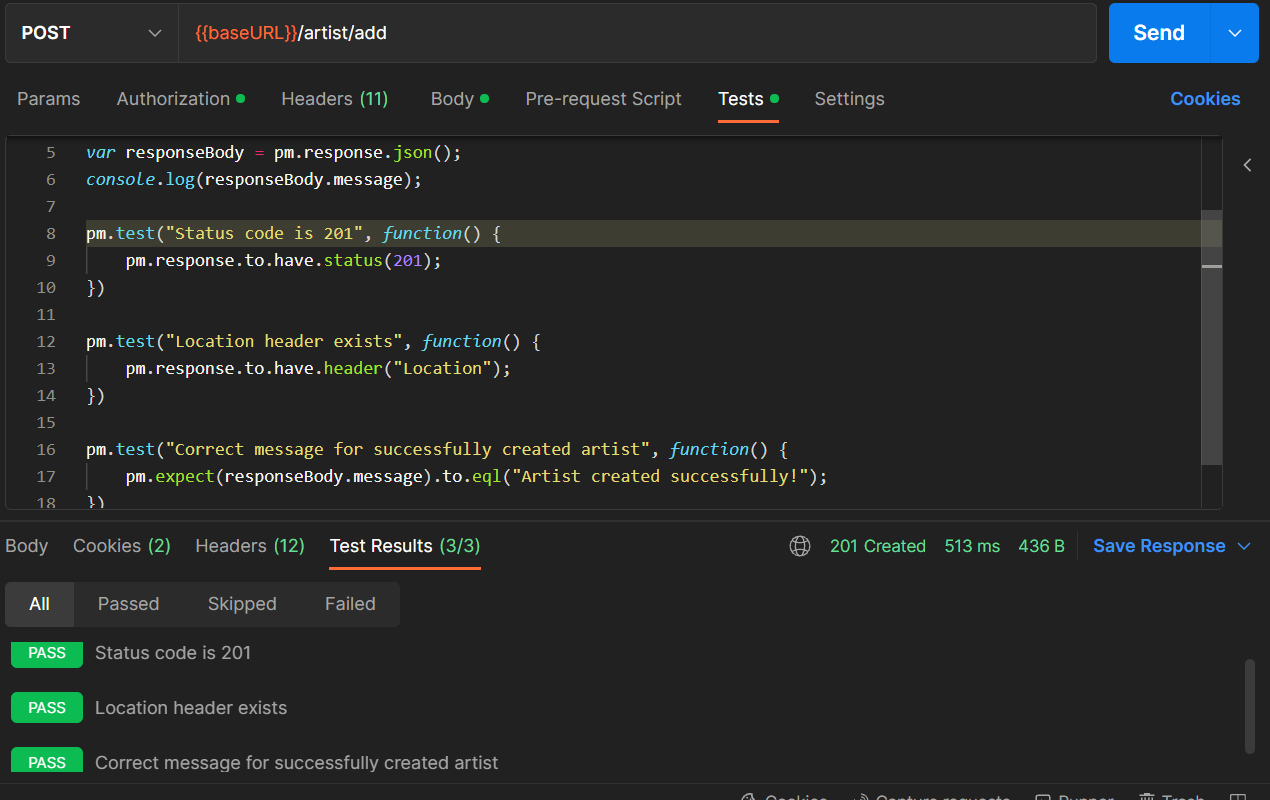 POST {{baseURL}}/artist/add Send
Params Authorization Headers (11) Body Pre-request Script Tests Settings Cookies
5 var responseBody = pm.response.json();
6 console.log(responseBody.message);
7
8 pm.test("Status code is 201", function() {
9 pm.response.to.have.status(201);
10 })
11
12 pm.test("Location header exists", function() {
13 pm.response.to.have.header("Location");
14 })
15
16 pm.test("Correct message for successfully created artist", function() {
17 pm.expect(responseBody.message).to.eql("Artist created successfully!");
18 })
Body Cookies (2) Headers (12) Test Results (3/3) 201 Created 513 ms 436 B Save Response
All Passed Skipped Failed
PASS Status code is 201
PASS Location header exists
PASS Correct message for successfully created artist
Cookies Capture requests Runner Trash